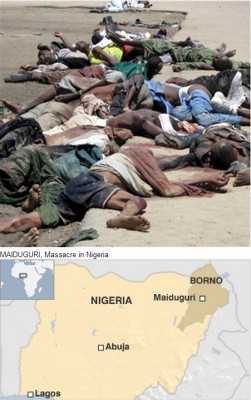 MAIDUGURI, Massacre in Nigeria
BORNO
NIGERIA
Maiduguri
Abuja
Lagos